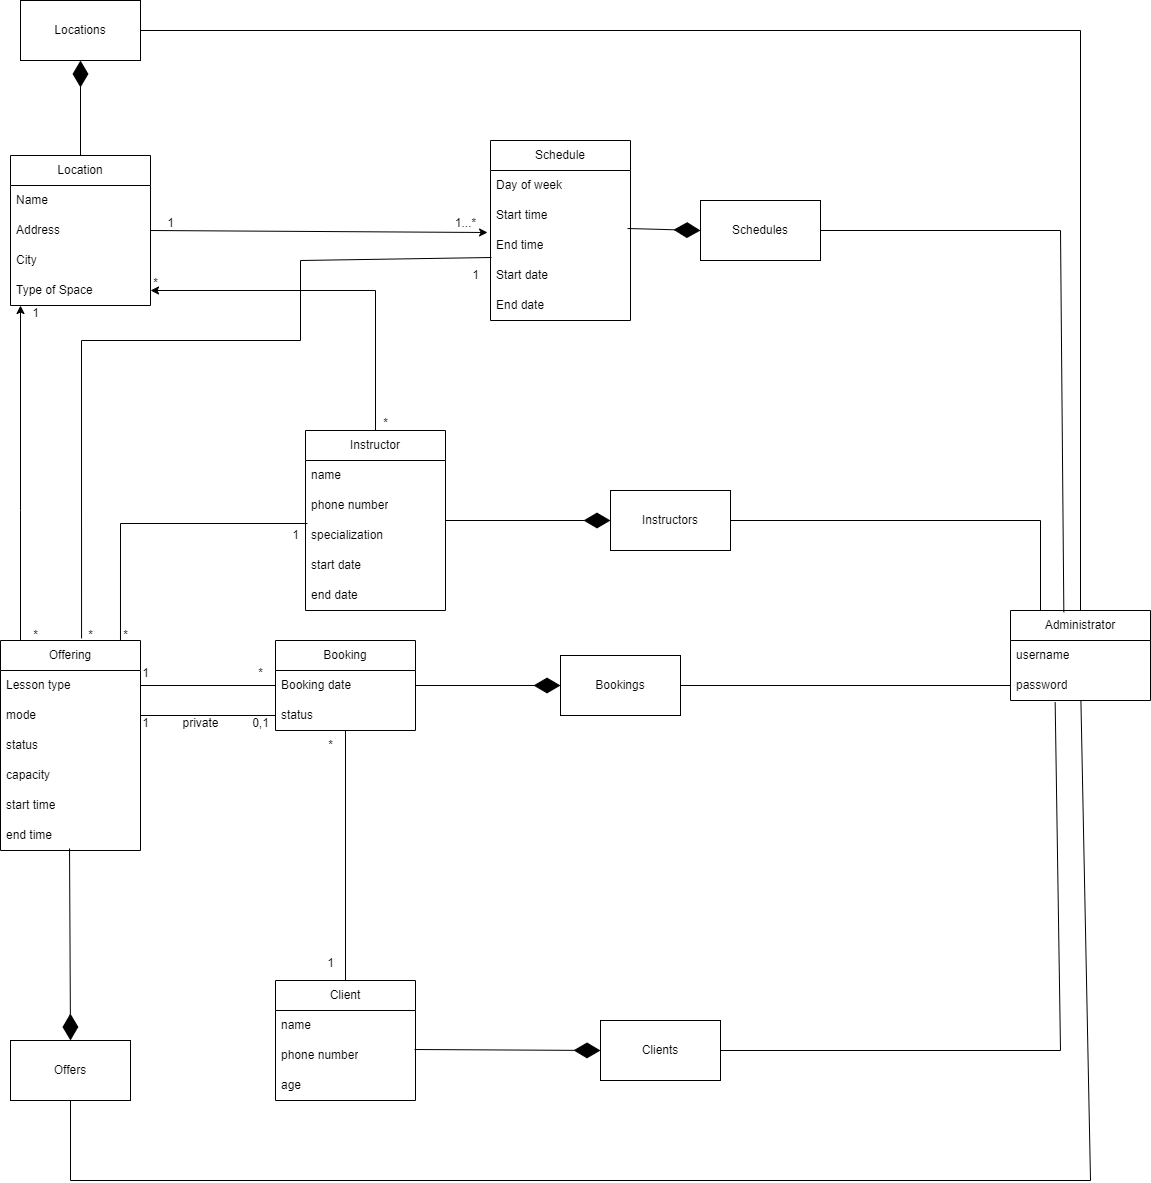 Locations
Location
Name
Address
City
Type of Space
1
1...*
Schedule
Day of week
Start time
End time
Start date
End date
Schedules
1
*
1
*
Instructor
name
phone number
specialization
start date
end date
1
Instructors
Administrator
username
password
*
*
*
Offering
Lesson type
mode
status
capacity
start time
end time
1
*
1
private
0,1
Booking
Booking date
status
Bookings
*
1
Client
name
phone number
age
Clients
Offers